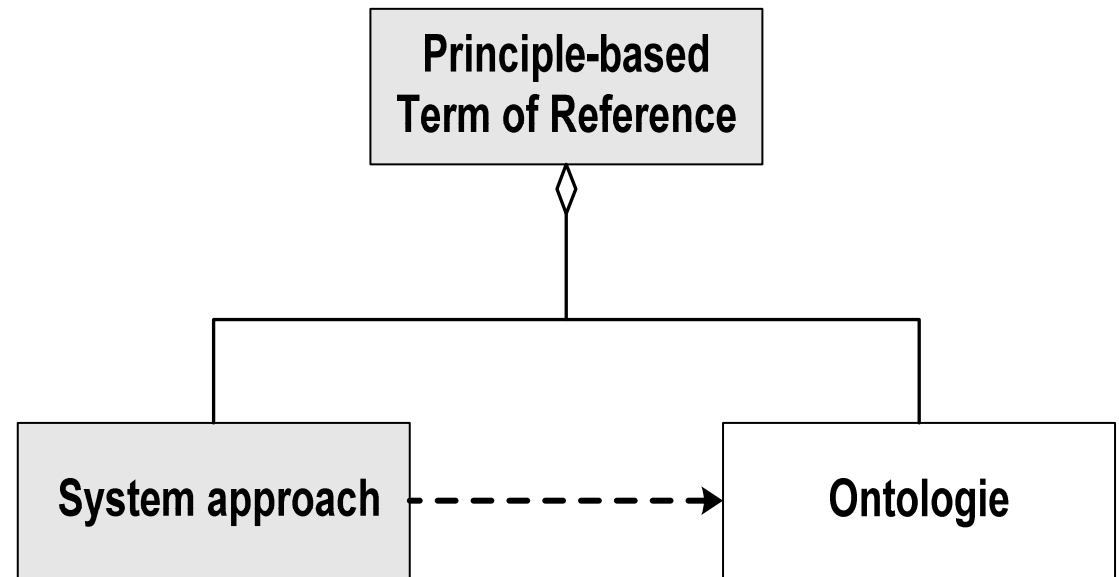 Principle-based
Term of Reference
System approach
Ontologie